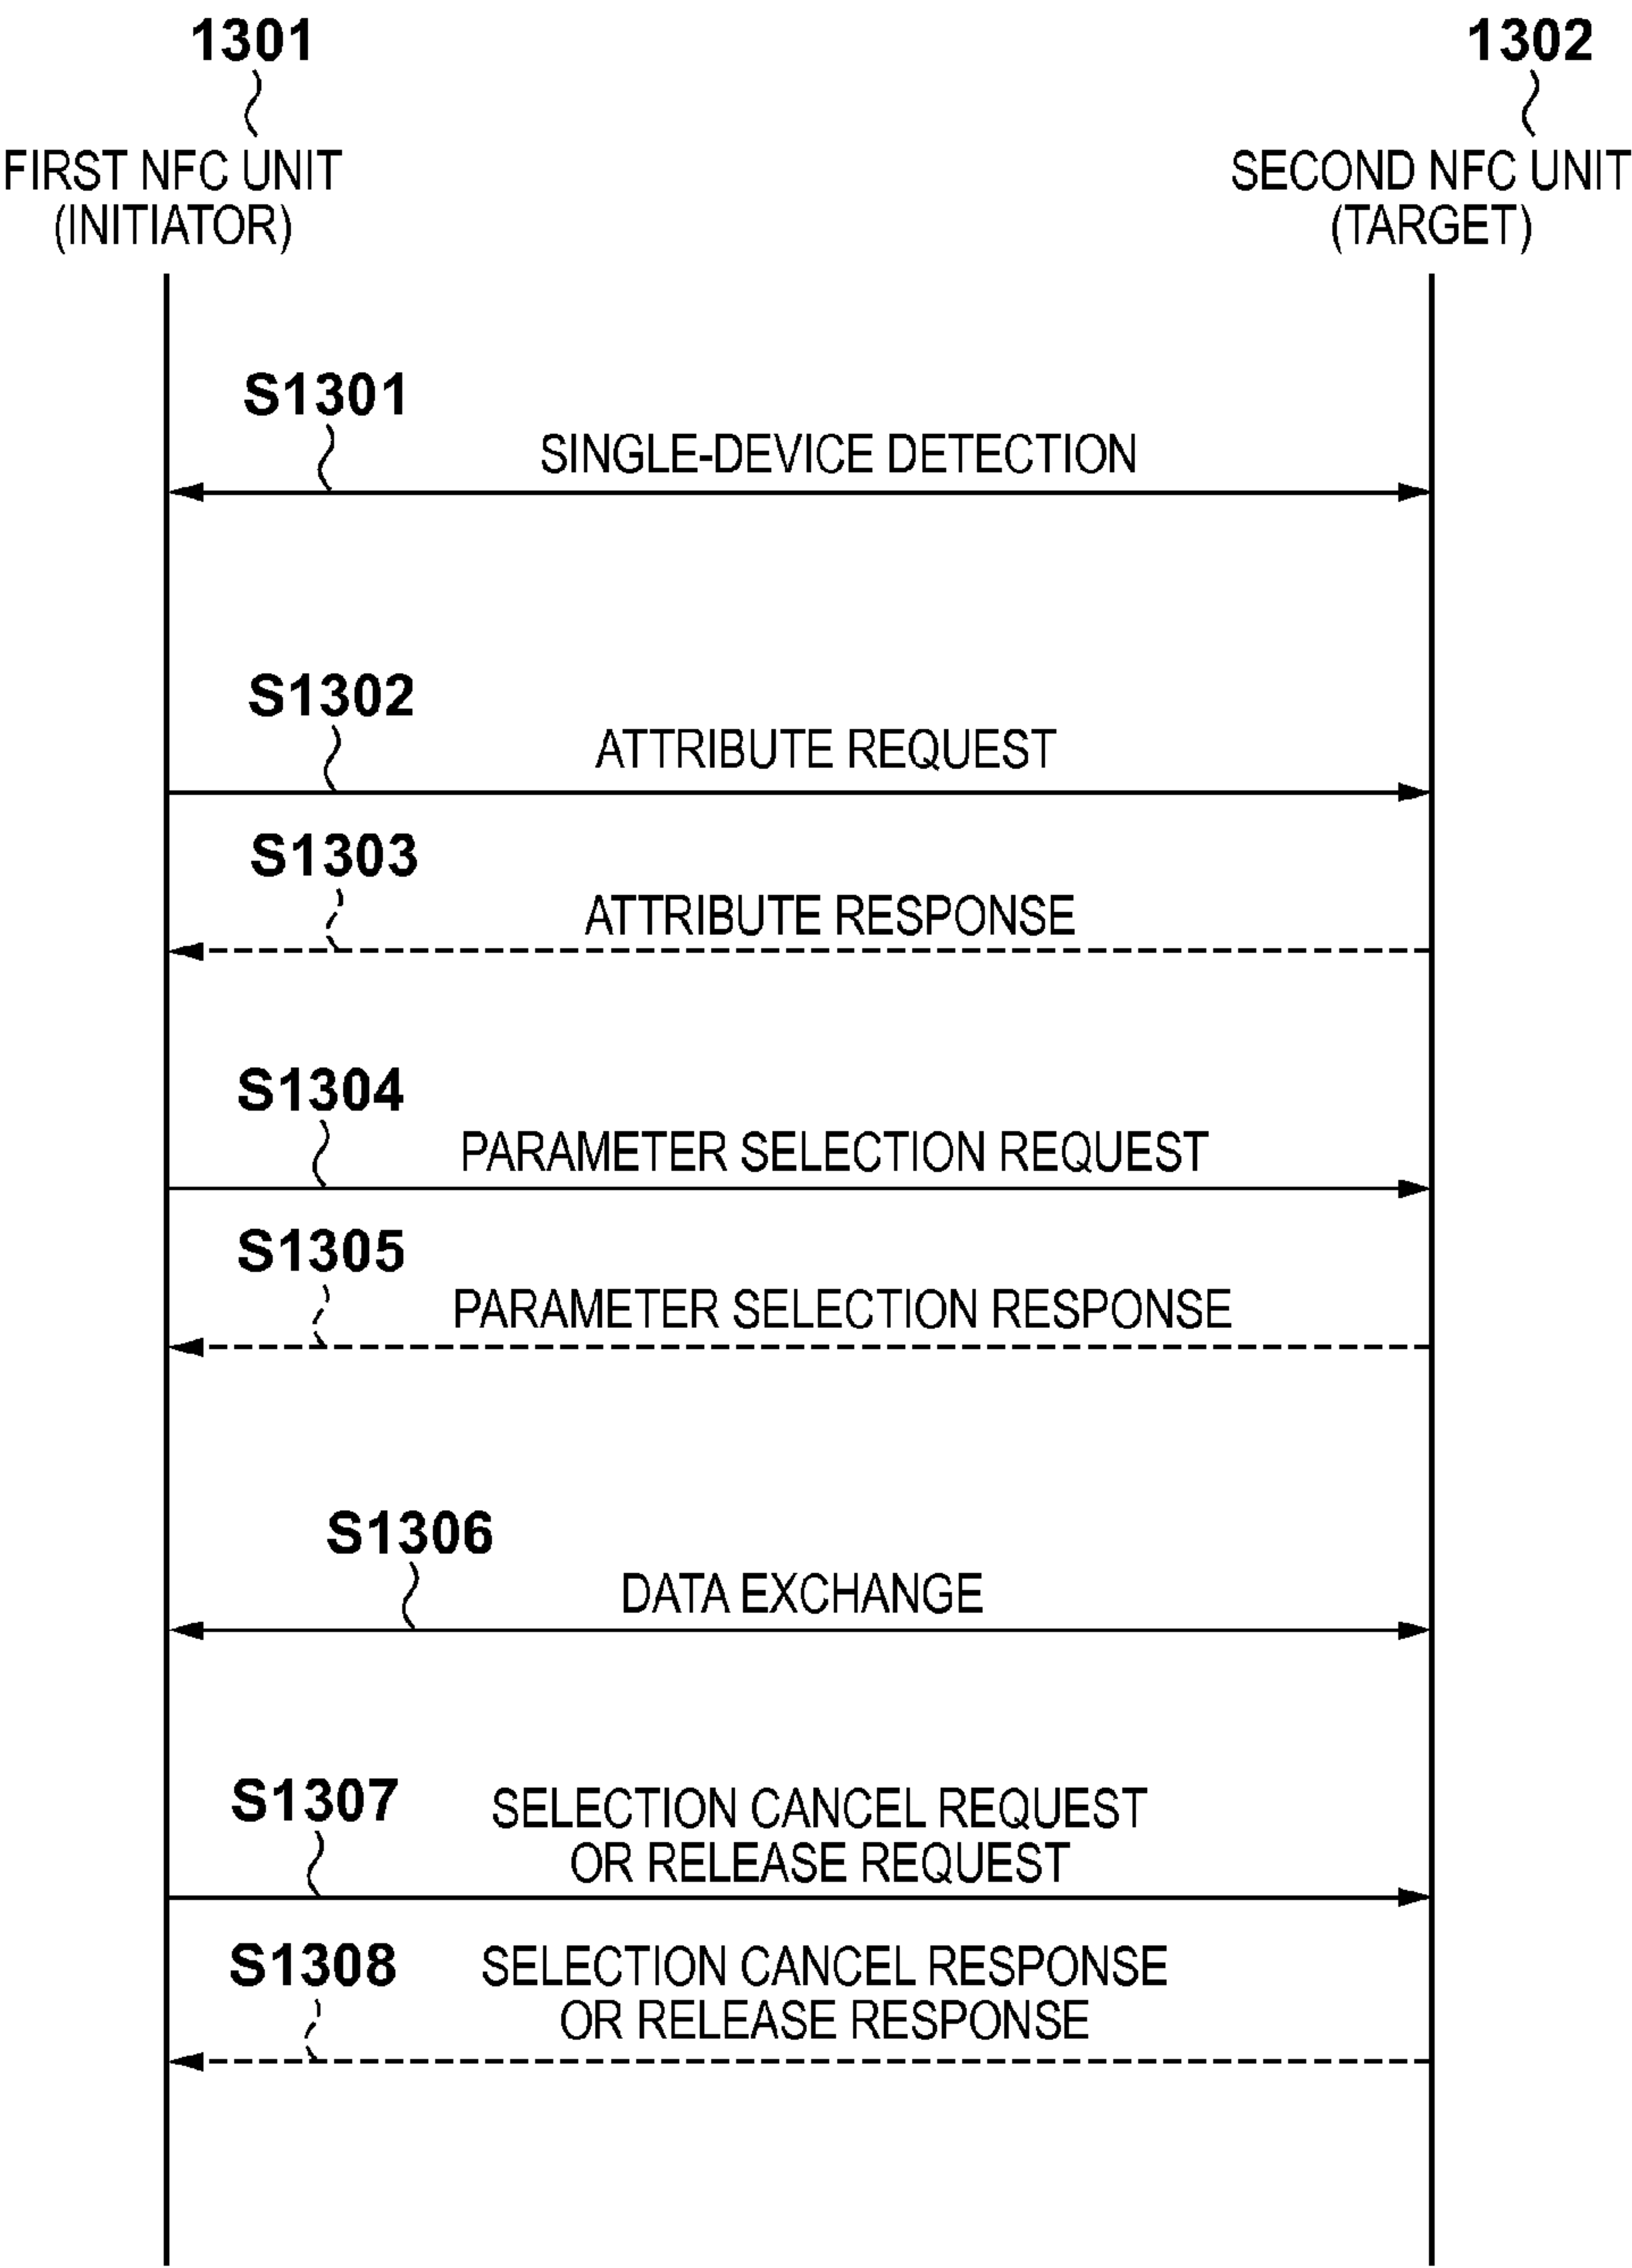 1301
1302
FIRST NFC UNIT
(INITIATOR)
SECOND NFC UNIT
(TARGET)
S1301
SINGLE-DEVICE DETECTION
S1302
ATTRIBUTE REQUEST
S1303
ATTRIBUTE RESPONSE
S1304
PARAMETER SELECTION REQUEST
S1305
PARAMETER SELECTION RESPONSE
S1306
DATA EXCHANGE
S1307
SELECTION CANCEL REQUEST
OR RELEASE REQUEST
S1308
SELECTION CANCEL RESPONSE
OR RELEASE RESPONSE